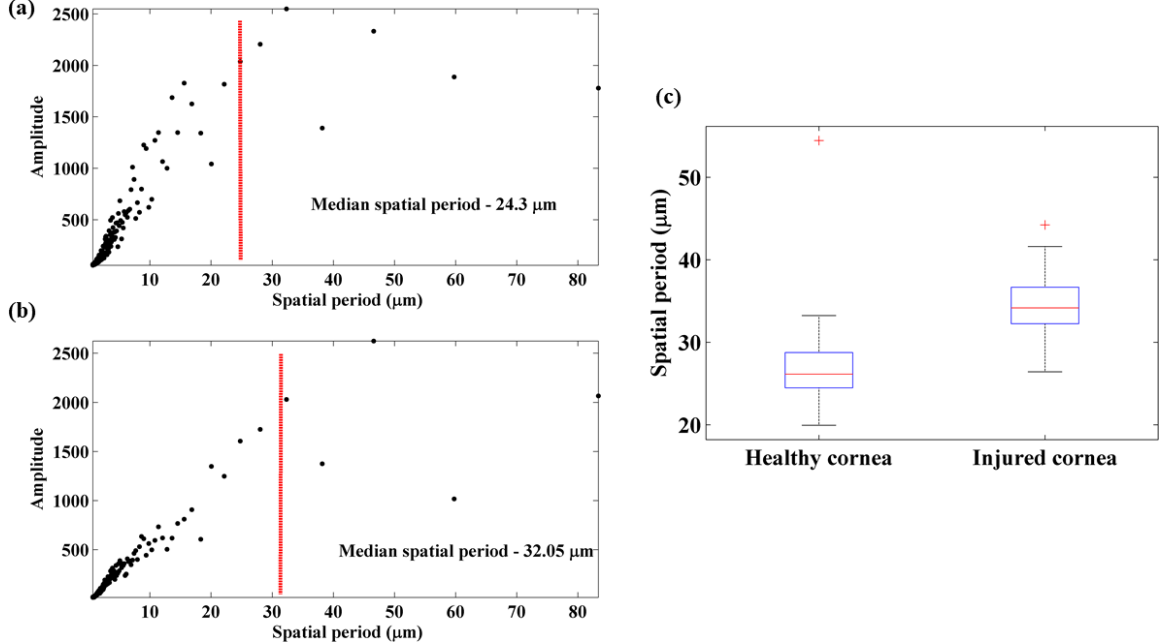 (a)
2500
2000
1500
1000
500
Amplitude
Median spatial period - 24.3 μm
10 20 30 40 50 60 70 80
Spatial period (μm)
(b)
2500
2000
1500
1000
500
Amplitude
Median spatial period - 32.05 μm
10 20 30 40 50 60 70 80
Spatial period (μm)
(c)
50
40
30
20
Spatial period (μm)
Healthy cornea Injured cornea